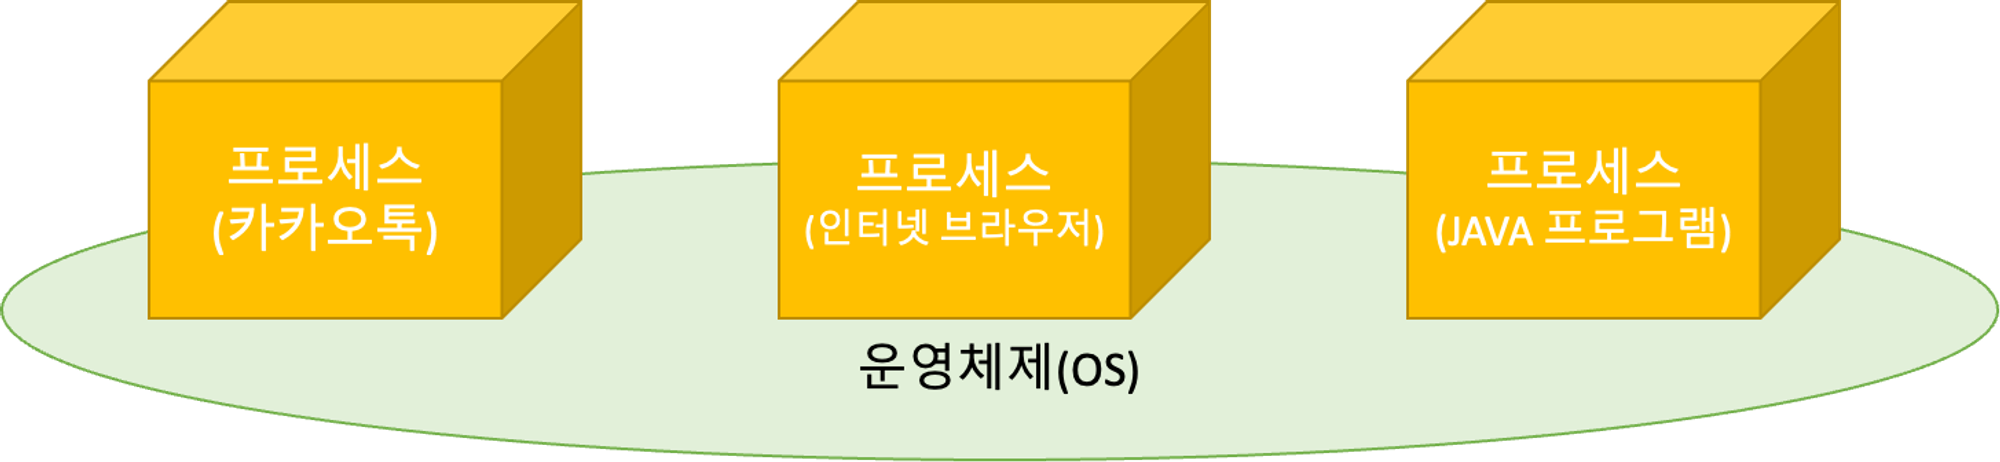 프로세스
(카카오톡)
프로세스
(인터넷 브라우저)
프로세스
(JAVA 프로그램)
운영체제(OS)